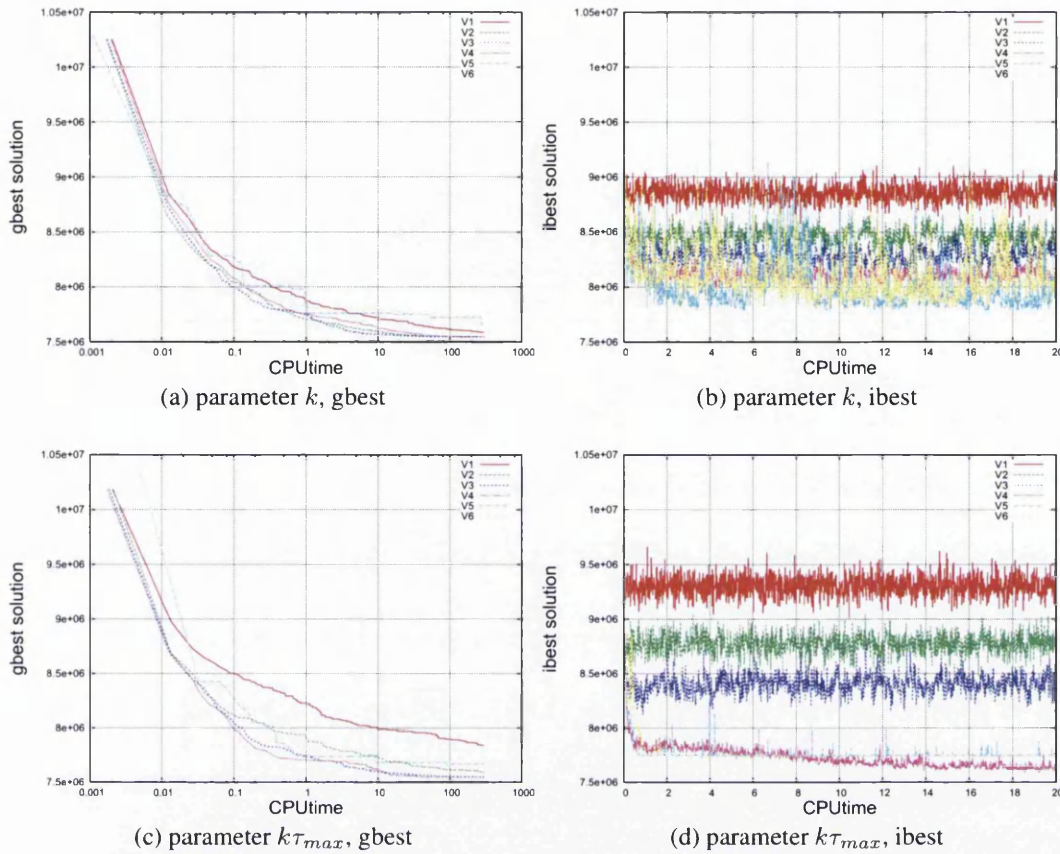 1.05e+07
1e+07
9.5e+06
9e+06
8.5e+06
8e+06
7.5e+06
gbest solution
V1
V2
V3
V4
V5
V6
0.001 0.01 0.1 1 10 100 1000
CPUtime
(a) parameter k, gbest
1.05e+07
1e+07
9.5e+06
9e+06
8.5e+06
8e+06
7.5e+06
ibest solution
V1
V2
V3
V4
V5
V6
0 2 4 6 8 10 12 14 16 18 20
CPUtime
(b) parameter k, ibest
1.05e+07
1e+07
9.5e+06
9e+06
8.5e+06
8e+06
7.5e+06
gbest solution
V1
V2
V3
V4
V5
V6
0.001 0.01 0.1 1 10 100 1000
CPUtime
(c) parameter kτmax, gbest
1.05e+07
1e+07
9.5e+06
9e+06
8.5e+06
8e+06
7.5e+06
ibest solution
V1
V2
V3
V4
V5
V6
0 2 4 6 8 10 12 14 16 18 20
CPUtime
(d) parameter kτmax, ibest